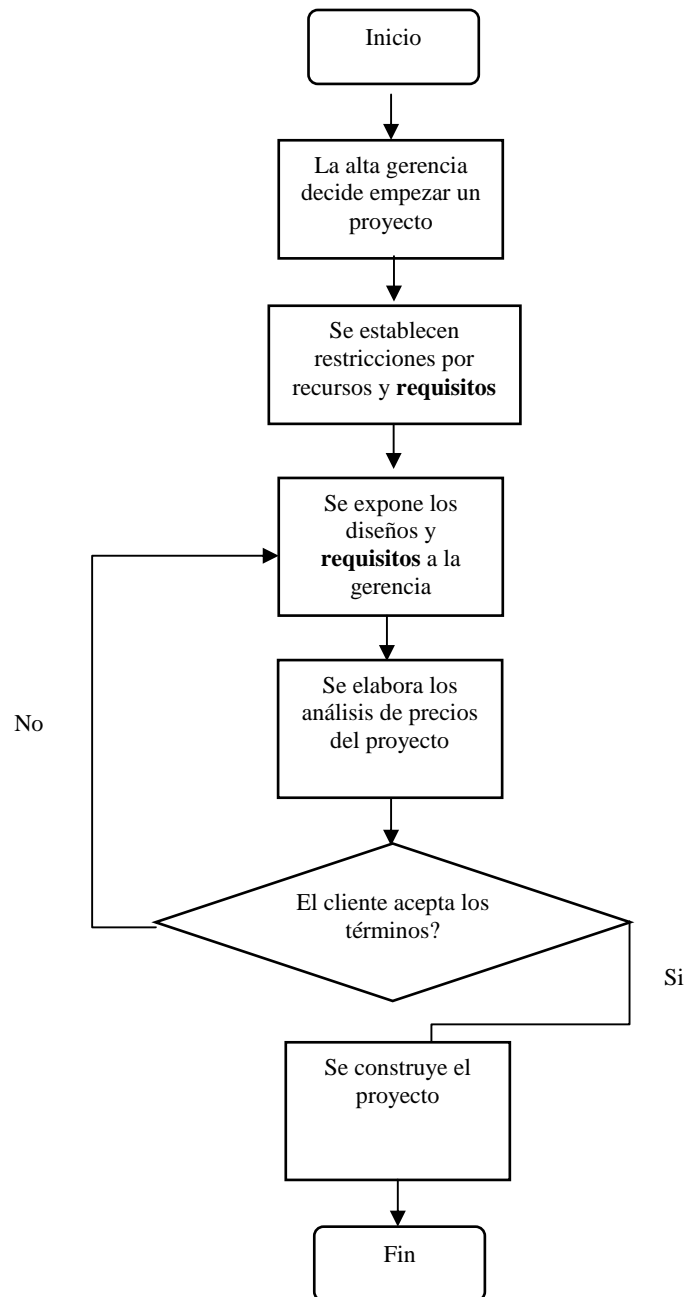 Inicio
La alta gerencia
decide empezar un
proyecto
Se establecen
restricciones por
recursos y requisitos
Se expone los
diseños y
requisitos a la
gerencia
Se elabora los
análisis de precios
del proyecto
No
El cliente acepta los
términos?
Si
Se construye el
proyecto
Fin